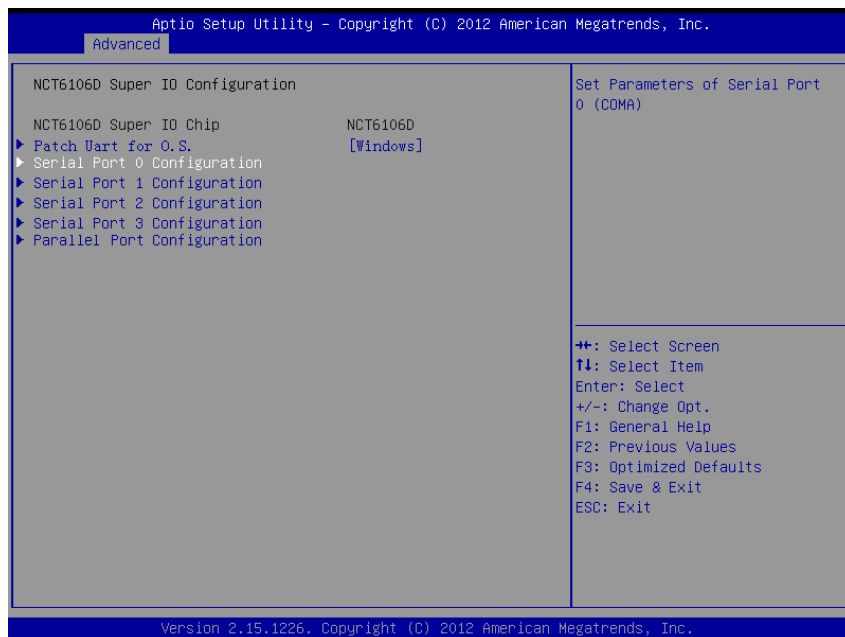 Aptio Setup Utility – Copyright (C) 2012 American Megatrends, Inc.
Advanced
NCT6106D Super IO Configuration
NCT6106D Super IO Chip NCT6106D
Patch Uart for O.S. [Windows]
Serial Port 0 Configuration
Serial Port 1 Configuration
Serial Port 2 Configuration
Serial Port 3 Configuration
Parallel Port Configuration
Set Parameters of Serial Port
0 (COMA)
→←: Select Screen
↑↓: Select Item
Enter: Select
+/-: Change Opt.
F1: General Help
F2: Previous Values
F3: Optimized Defaults
F4: Save & Exit
ESC: Exit
Version 2.15.1226. Copyright (C) 2012 American Megatrends, Inc.